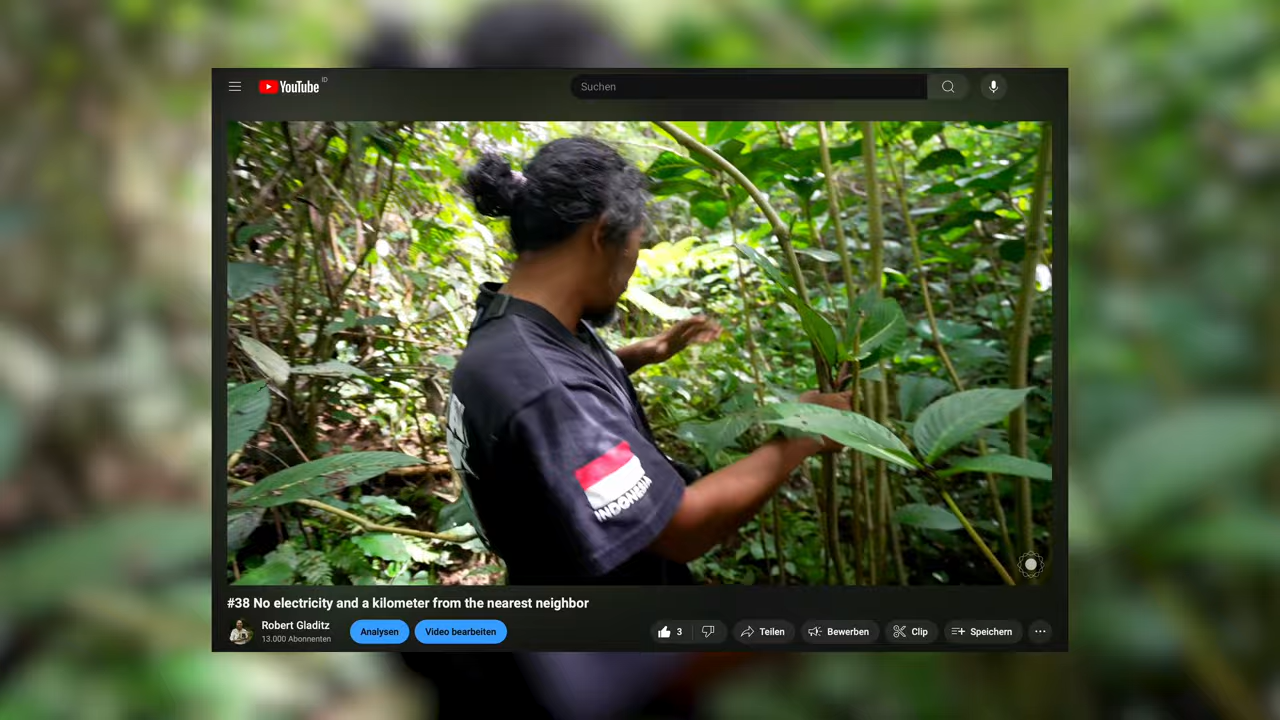 YouTube ID
Suchen
INDONESIA
#38 No electricity and a kilometer from the nearest neighbor
Robert Gladitz
13.000 Abonnenten
Analysen
Video bearbeiten
3
Teilen
Bewerben
Clip
Speichern